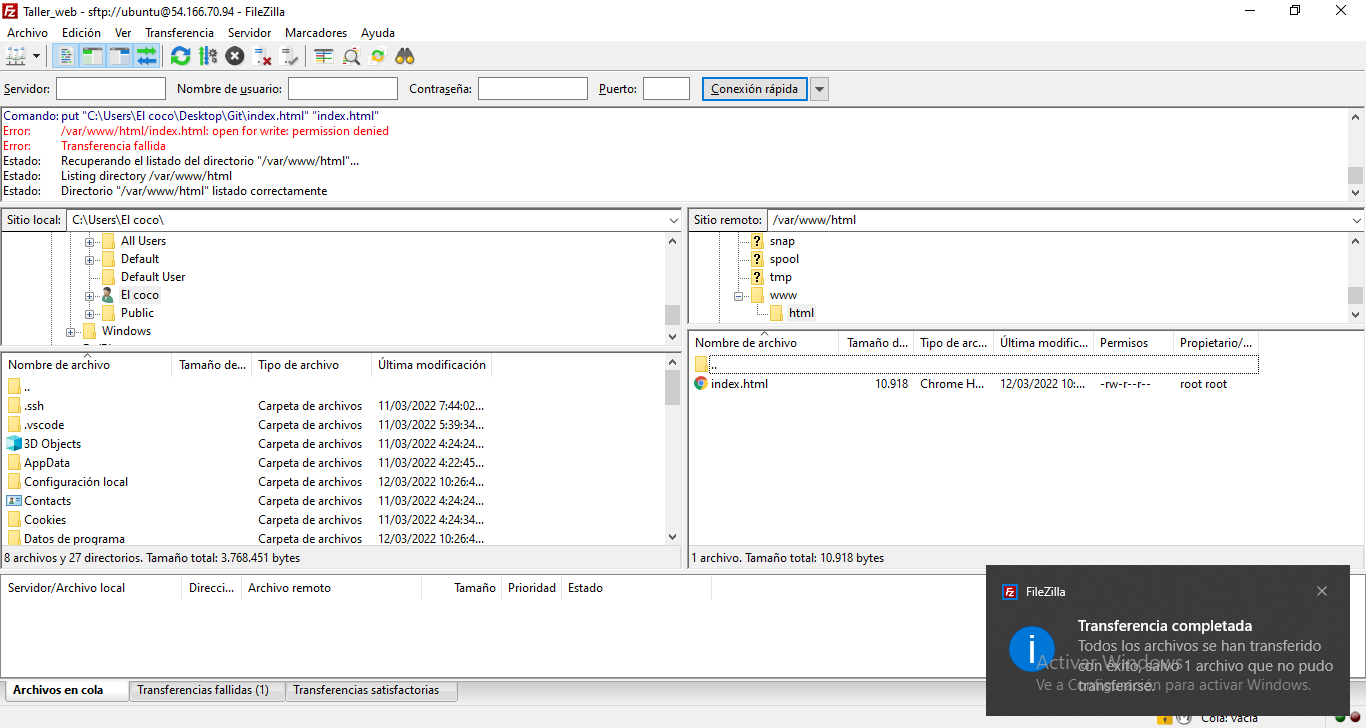 Taller_web - sftp://ubuntu@54.166.70.94 - FileZilla
Archivo Edición Ver Transferencia Servidor Marcadores Ayuda
Servidor: Nombre de usuario: Contraseña: Puerto: Conexión rápida
Comando: put "C:\Users\El coco\Desktop\Git\index.html" "index.html"
Error: /var/www/html/index.html: open for write: permission denied
Error: Transferencia fallida
Estado: Recuperando el listado del directorio "/var/www/html"...
Estado: Listing directory /var/www/html
Estado: Directorio "/var/www/html" listado correctamente
Sitio local: C:\Users\El coco\
All Users
Default
Default User
El coco
Public
Windows
Nombre de archivo Tamaño de... Tipo de archivo Última modificación
..
.ssh Carpeta de archivos 11/03/2022 7:44:02...
.vscode Carpeta de archivos 11/03/2022 5:39:34...
3D Objects Carpeta de archivos 11/03/2022 4:24:24...
AppData Carpeta de archivos 11/03/2022 4:22:45...
Configuración local Carpeta de archivos 12/03/2022 10:26:4...
Contacts Carpeta de archivos 11/03/2022 4:24:24...
Cookies Carpeta de archivos 11/03/2022 4:24:34...
Datos de programa Carpeta de archivos 12/03/2022 10:26:4...
8 archivos y 27 directorios. Tamaño total: 3.768.451 bytes
Sitio remoto: /var/www/html
snap
spool
tmp
www
html
Nombre de archivo Tamaño d... Tipo de arc... Última modific... Permisos Propietario/...
..
index.html 10.918 Chrome H... 12/03/2022 10:... -rw-r--r-- root root
1 archivo. Tamaño total: 10.918 bytes
Servidor/Archivo local Direcci... Archivo remoto Tamaño Prioridad Estado
Archivos en cola Transferencias fallidas (1) Transferencias satisfactorias
FileZilla
Transferencia completada
Todos los archivos se han transferido
con éxito, salvo 1 archivo que no pudo
transferirse.
Activar Windows
Ve a Configuración para activar Windows.
Cola: vacía